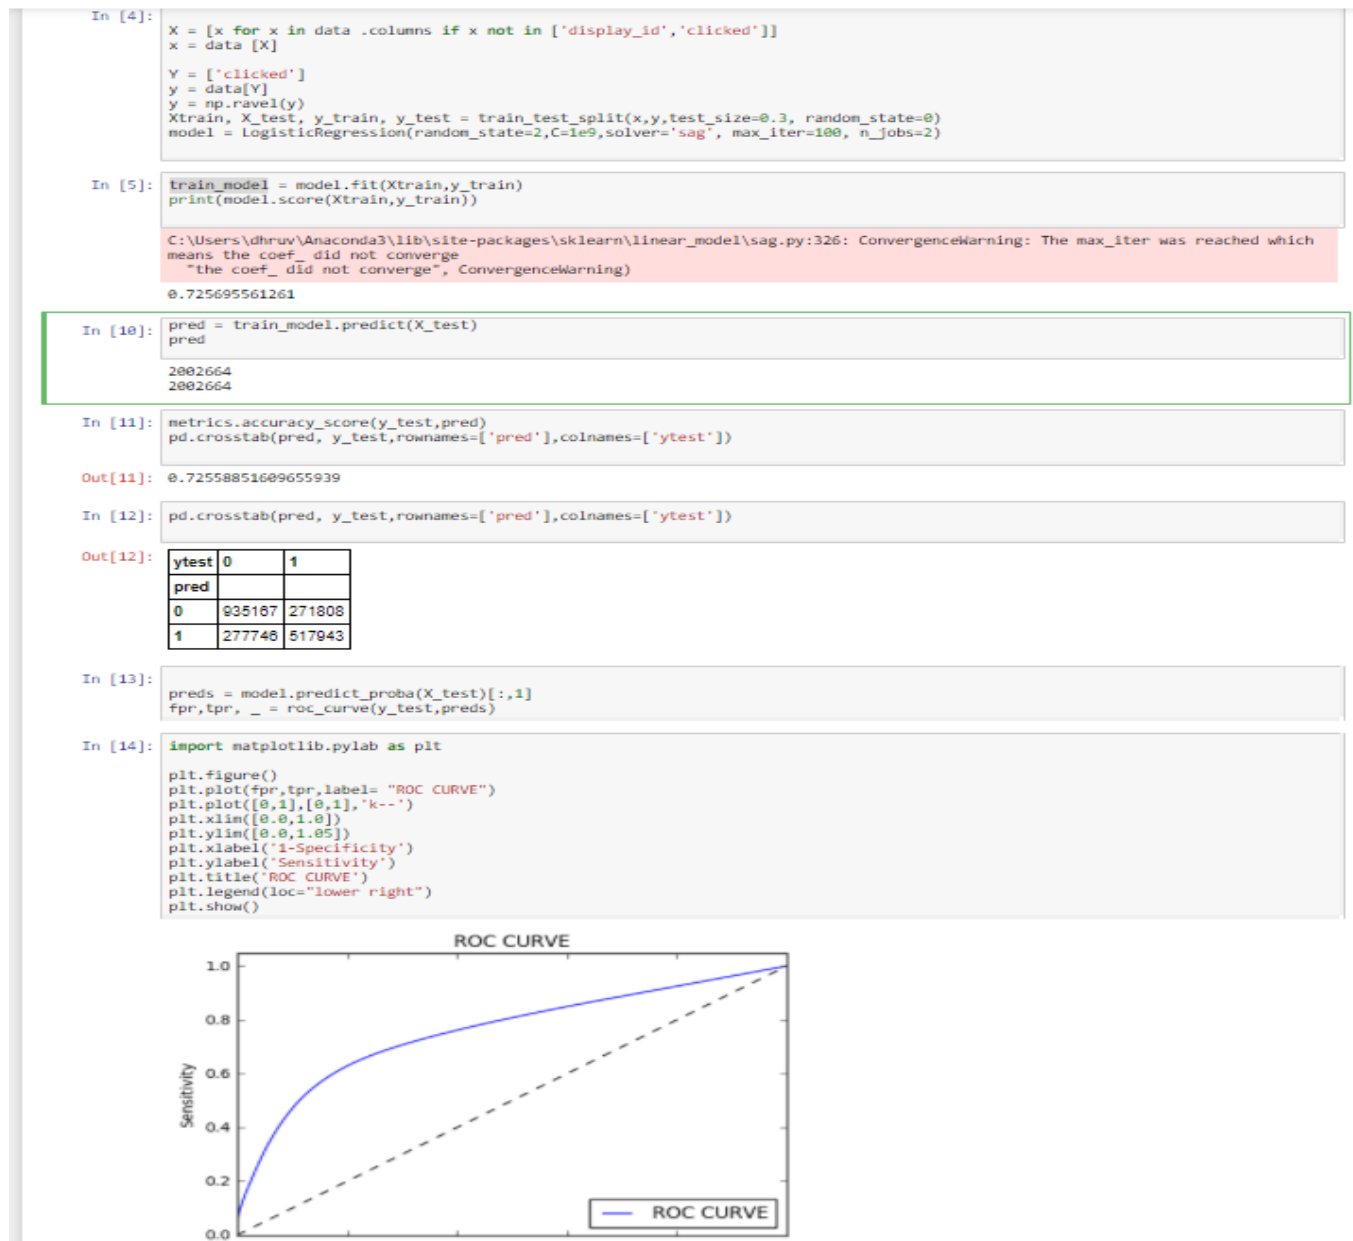 In [4]:
X = [x for x in data .columns if x not in ['display_id','clicked']]
x = data [X]
Y = ['clicked']
y = data[Y]
y = np.ravel(y)
Xtrain, X_test, y_train, y_test = train_test_split(x,y,test_size=0.3, random_state=0)
model = LogisticRegression(random_state=2,C=1e9,solver='sag', max_iter=100, n_jobs=2)
In [5]: train_model = model.fit(Xtrain,y_train)
print(model.score(Xtrain,y_train))
C:\Users\dhruv\Anaconda3\lib\site-packages\sklearn\linear_model\sag.py:326: ConvergenceWarning: The max_iter was reached which
means the coef_ did not converge
"the coef_ did not converge", ConvergenceWarning)
0.725695561261
In [10]: pred = train_model.predict(X_test)
pred
2002664
2002664
In [11]: metrics.accuracy_score(y_test,pred)
pd.crosstab(pred, y_test,rownames=['pred'],colnames=['ytest'])
Out[11]: 0.72558851609655939
In [12]: pd.crosstab(pred, y_test,rownames=['pred'],colnames=['ytest'])
Out[12]:
ytest 0 1
pred
0 935167 271808
1 277746 517943
In [13]:
preds = model.predict_proba(X_test)[:,1]
fpr,tpr, _ = roc_curve(y_test,preds)
In [14]: import matplotlib.pylab as plt
plt.figure()
plt.plot(fpr,tpr,label= "ROC CURVE")
plt.plot([0,1],[0,1],'k--')
plt.xlim([0.0,1.0])
plt.ylim([0.0,1.05])
plt.xlabel('1-Specificity')
plt.ylabel('Sensitivity')
plt.title('ROC CURVE')
plt.legend(loc="lower right")
plt.show()
ROC CURVE
1.0
0.8
0.6
0.4
0.2
0.0
Sensitivity
ROC CURVE